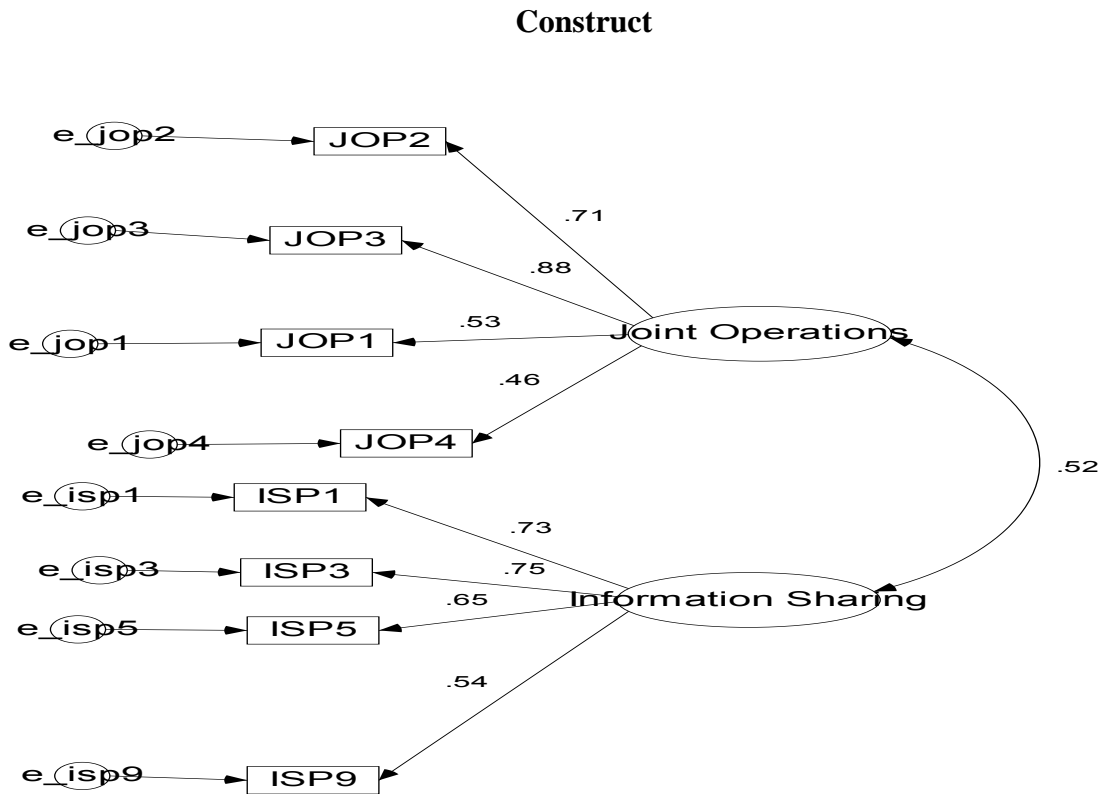 Construct
e_jop2
JOP2
.71
e_jop3
JOP3
.88
e_jop1
JOP1
.53
Joint Operations
e_jop4
JOP4
.46
.52
e_isp1
ISP1
.73
e_isp3
ISP3
.75
Information Sharing
e_isp5
ISP5
.65
.54
e_isp9
ISP9